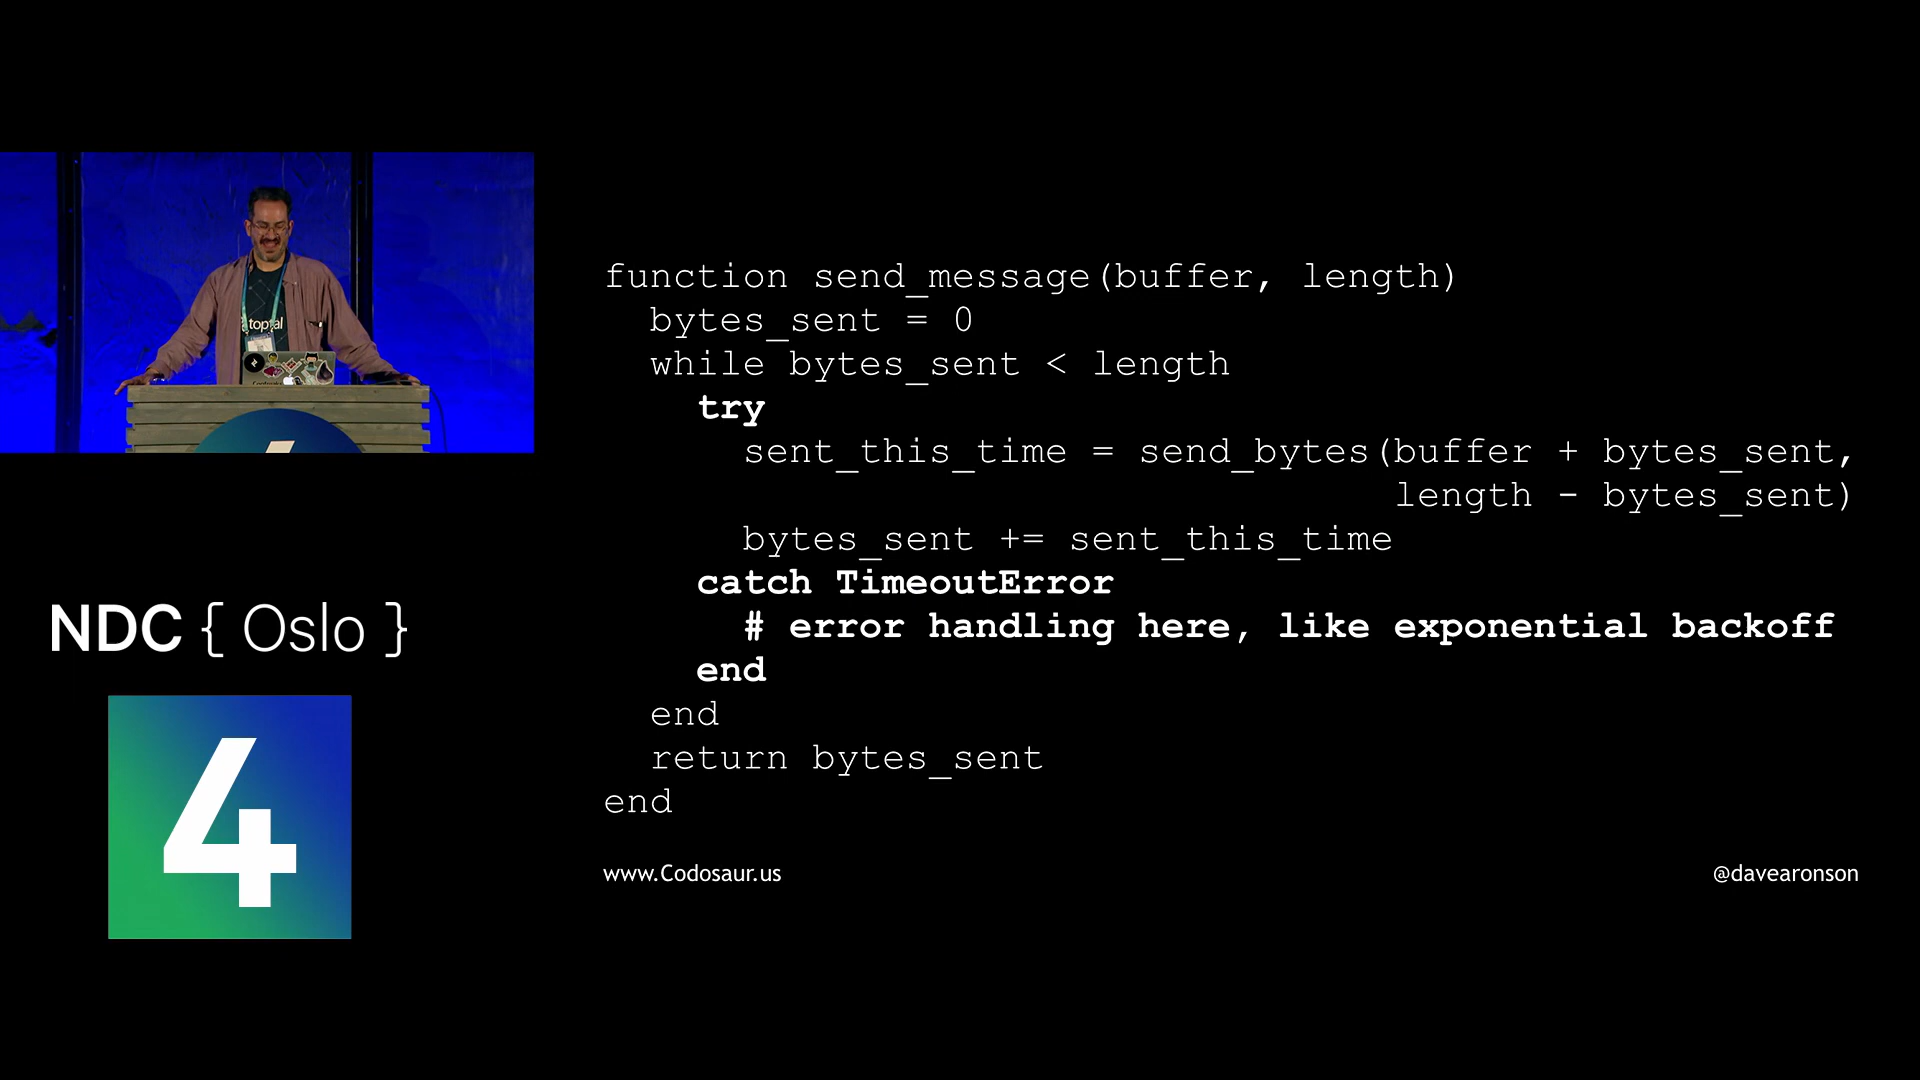 toptal
function send_message(buffer, length)
bytes_sent = 0
while bytes_sent < length
try
sent_this_time = send_bytes(buffer + bytes_sent,
length - bytes_sent)
bytes_sent += sent_this_time
catch TimeoutError
# error handling here, like exponential backoff
end
end
return bytes_sent
end
NDC { Oslo }
4
www.Codosaur.us
@davearonson